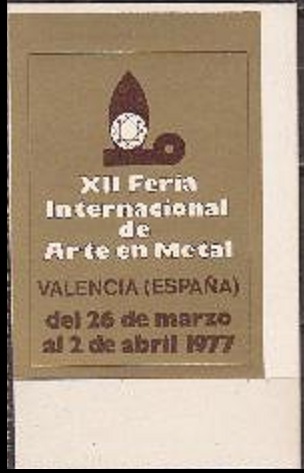 XII Feria
Internacional
de
Arte en Metal
VALENCIA (ESPAÑA)
del 26 de marzo
al 2 de abril 1977